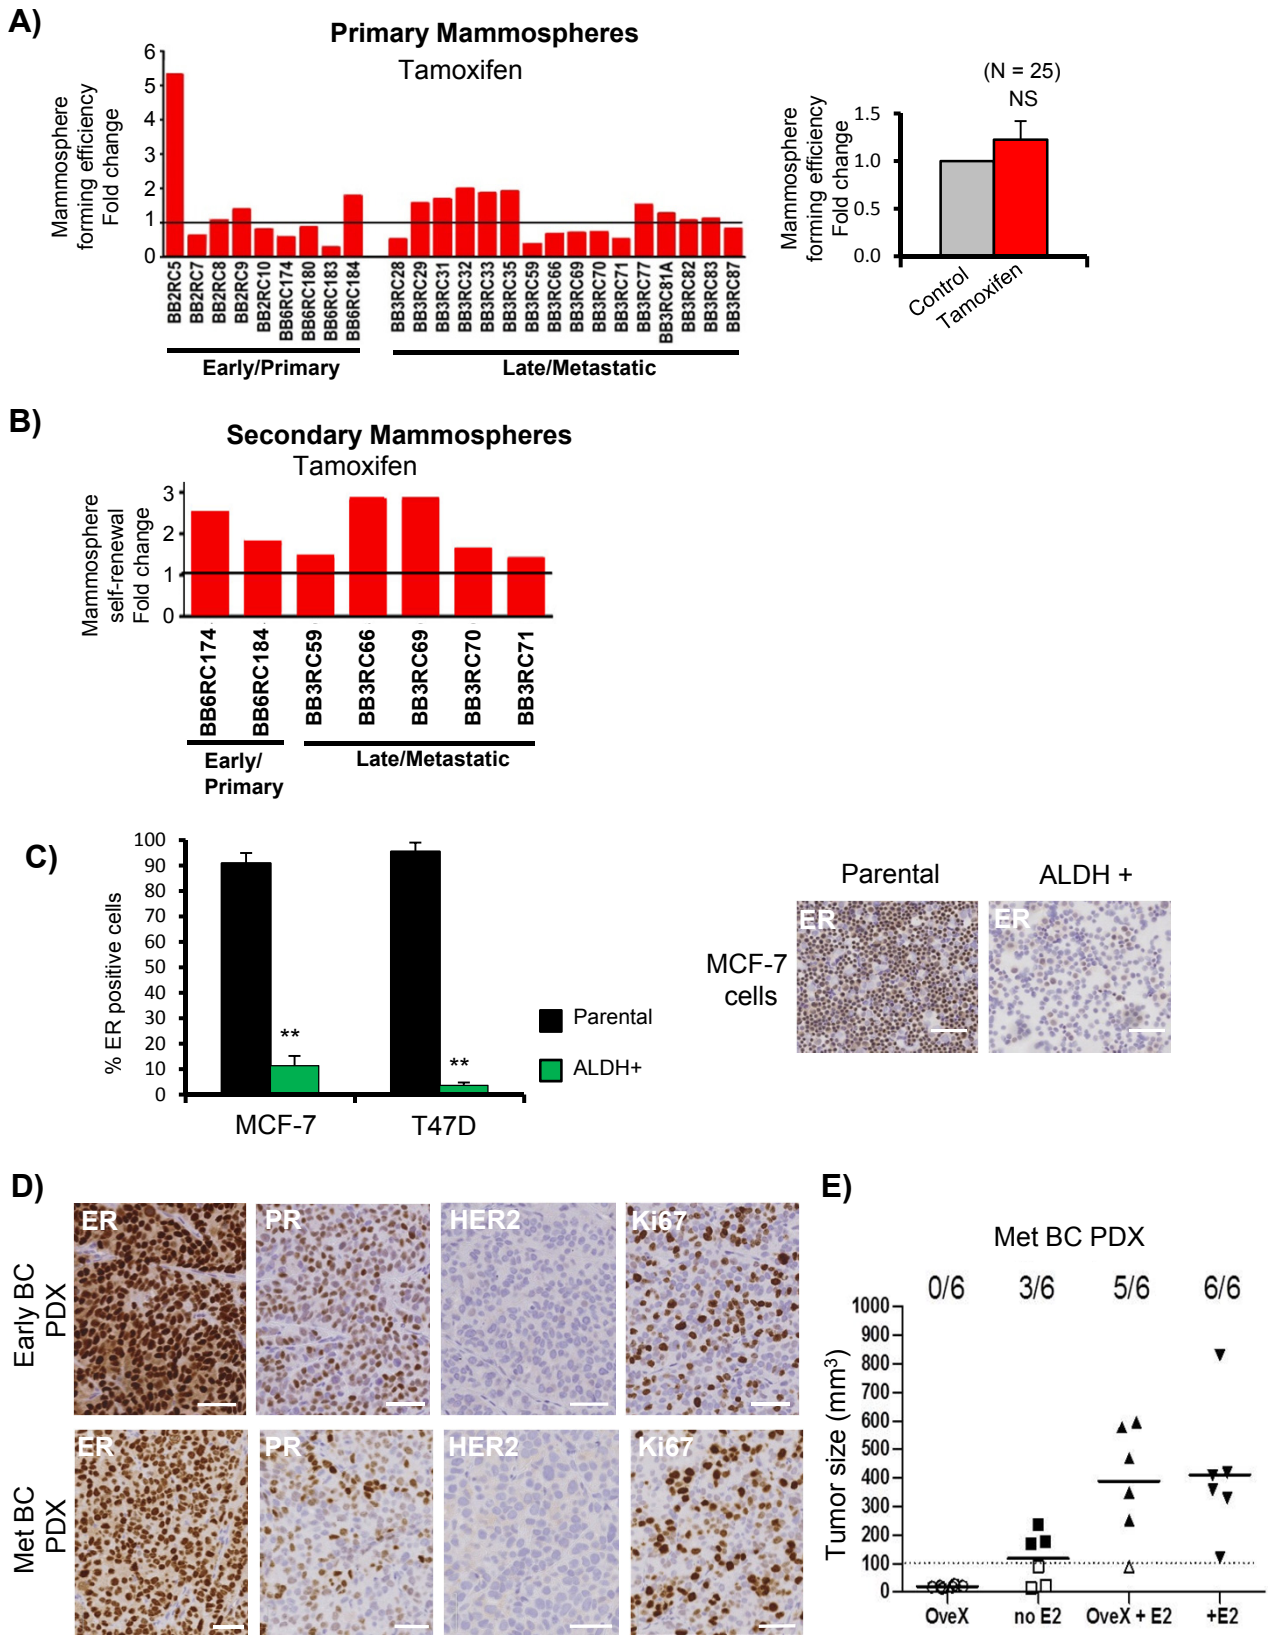 A)
Primary Mammospheres
Tamoxifen
Mammosphere
forming efficiency
Fold change
6
5
4
3
2
1
0
BB2RC5
BB2RC7
BB2RC8
BB2RC9
BB2RC10
BB6RC174
BB6RC180
BB6RC183
BB6RC184
BB3RC28
BB3RC29
BB3RC31
BB3RC32
BB3RC33
BB3RC35
BB3RC59
BB3RC66
BB3RC69
BB3RC70
BB3RC71
BB3RC77
BB3RC81A
BB3RC82
BB3RC83
BB3RC87
Early/Primary
Late/Metastatic
(N = 25)
NS
Mammosphere
forming efficiency
Fold change
1.5
1.0
0.5
0.0
Control
Tamoxifen
B)
Secondary Mammospheres
Tamoxifen
Mammosphere
self-renewal
Fold change
3
2
1
0
BB6RC174
BB6RC184
BB3RC59
BB3RC66
BB3RC69
BB3RC70
BB3RC71
Early/
Primary
Late/Metastatic
C)
% ER positive cells
100
90
80
70
60
50
40
30
20
10
0
**
**
MCF-7
T47D
Parental
ALDH+
Parental
ALDH +
MCF-7
cells
ER
ER
D)
Early BC
PDX
ER
PR
HER2
Ki67
Met BC
PDX
ER
PR
HER2
Ki67
E)
Met BC PDX
0/6
3/6
5/6
6/6
Tumor size (mm³)
1000
900
800
700
600
500
400
300
200
100
0
OveX
no E2
OveX + E2
+E2